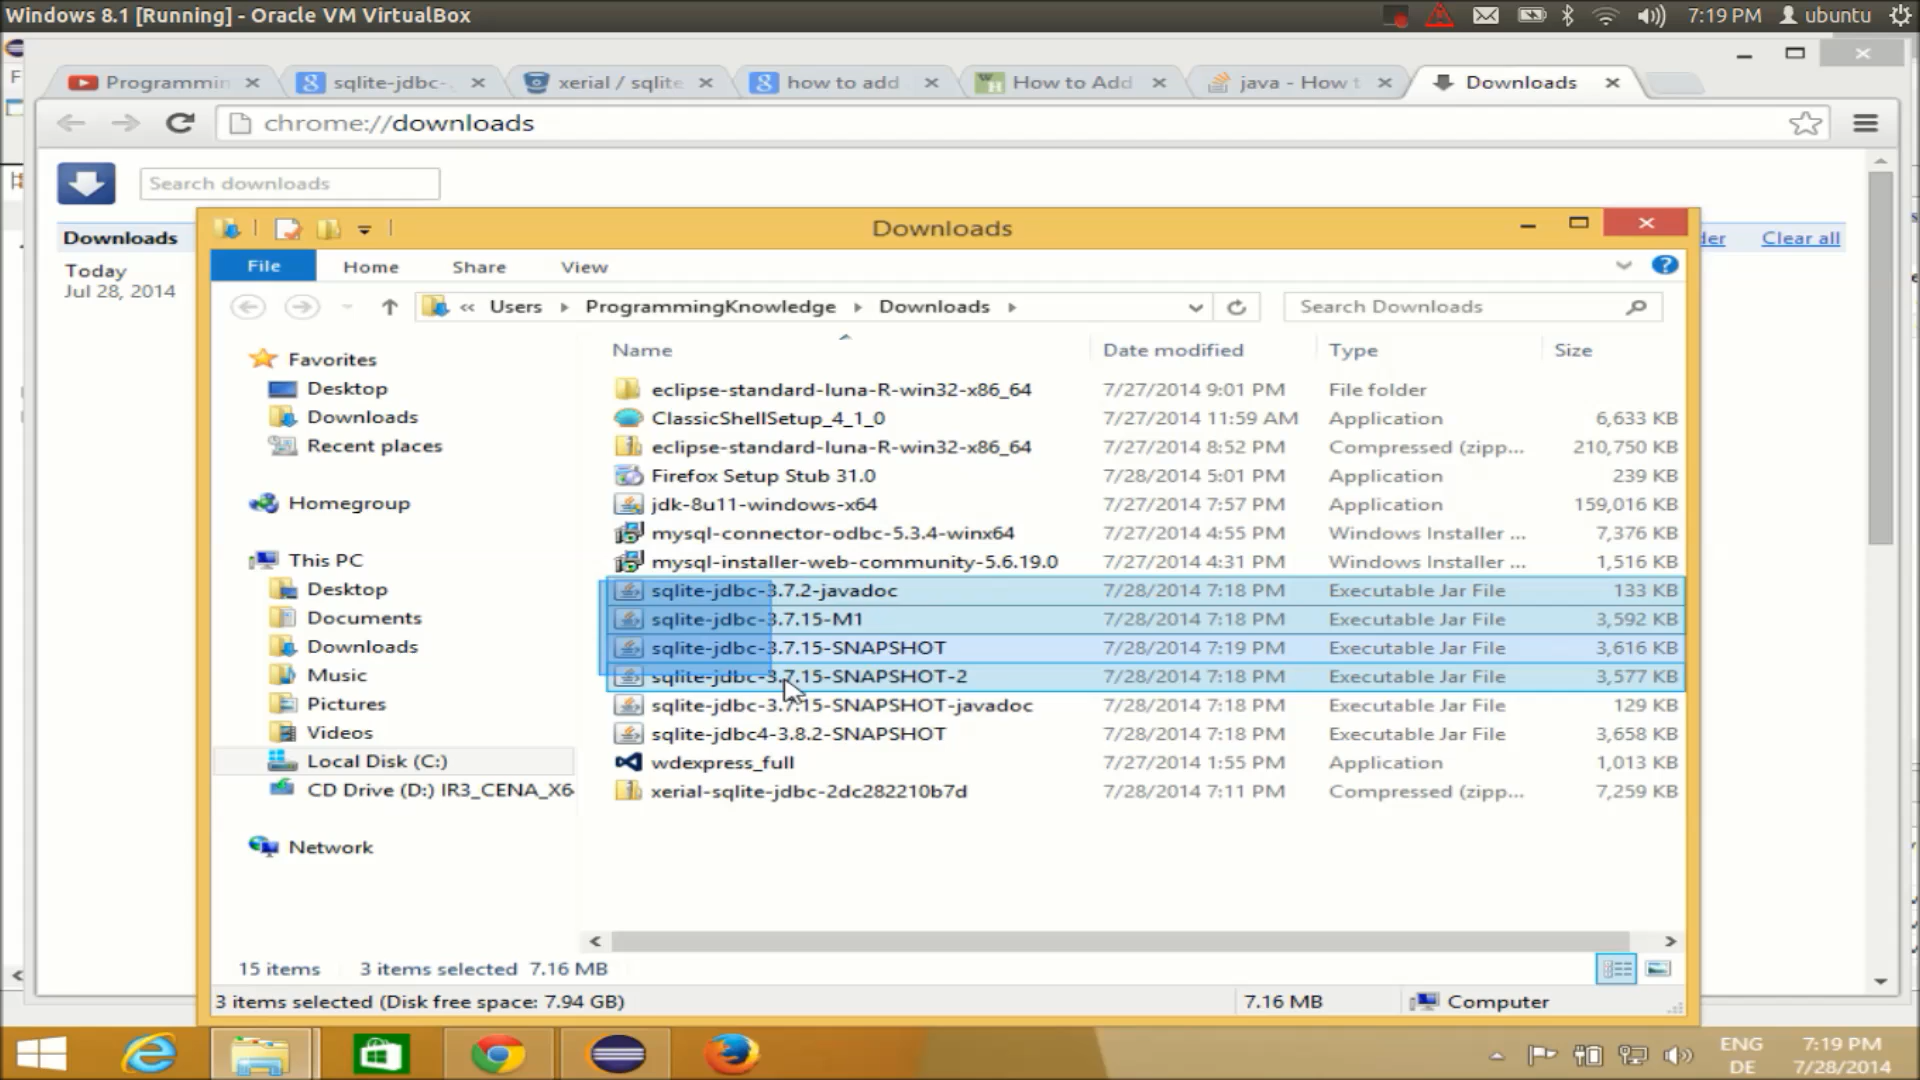 Windows 8.1 [Running] - Oracle VM VirtualBox
7:19 PM ubuntu
Programmin
sqlite-jdbc-
xerial / sqlite
how to add
How to Add
java - How t
Downloads
chrome://downloads
Search downloads
Downloads
Clear all
Today
Jul 28, 2014
Downloads
File Home Share View
« Users ProgrammingKnowledge Downloads
Search Downloads
Favorites
Desktop
Downloads
Recent places
Homegroup
This PC
Desktop
Documents
Downloads
Music
Pictures
Videos
Local Disk (C:)
CD Drive (D:) IR3_CENA_X6
Network
Name Date modified Type Size
eclipse-standard-luna-R-win32-x86_64 7/27/2014 9:01 PM File folder
ClassicShellSetup_4_1_0 7/27/2014 11:59 AM Application 6,633 KB
eclipse-standard-luna-R-win32-x86_64 7/27/2014 8:52 PM Compressed (zipp... 210,750 KB
Firefox Setup Stub 31.0 7/28/2014 5:01 PM Application 239 KB
jdk-8u11-windows-x64 7/27/2014 7:57 PM Application 159,016 KB
mysql-connector-odbc-5.3.4-winx64 7/27/2014 4:55 PM Windows Installer ... 7,376 KB
mysql-installer-web-community-5.6.19.0 7/27/2014 4:31 PM Windows Installer ... 1,516 KB
sqlite-jdbc-3.7.2-javadoc 7/28/2014 7:18 PM Executable Jar File 133 KB
sqlite-jdbc-3.7.15-M1 7/28/2014 7:18 PM Executable Jar File 3,592 KB
sqlite-jdbc-3.7.15-SNAPSHOT 7/28/2014 7:19 PM Executable Jar File 3,616 KB
sqlite-jdbc-3.7.15-SNAPSHOT-2 7/28/2014 7:18 PM Executable Jar File 3,577 KB
sqlite-jdbc-3.7.15-SNAPSHOT-javadoc 7/28/2014 7:18 PM Executable Jar File 129 KB
sqlite-jdbc4-3.8.2-SNAPSHOT 7/28/2014 7:18 PM Executable Jar File 3,658 KB
wdexpress_full 7/27/2014 1:55 PM Application 1,013 KB
xerial-sqlite-jdbc-2dc282210b7d 7/28/2014 7:11 PM Compressed (zipp... 7,259 KB
15 items 3 items selected 7.16 MB
3 items selected (Disk free space: 7.94 GB) 7.16 MB Computer
ENG 7:19 PM
DE 7/28/2014